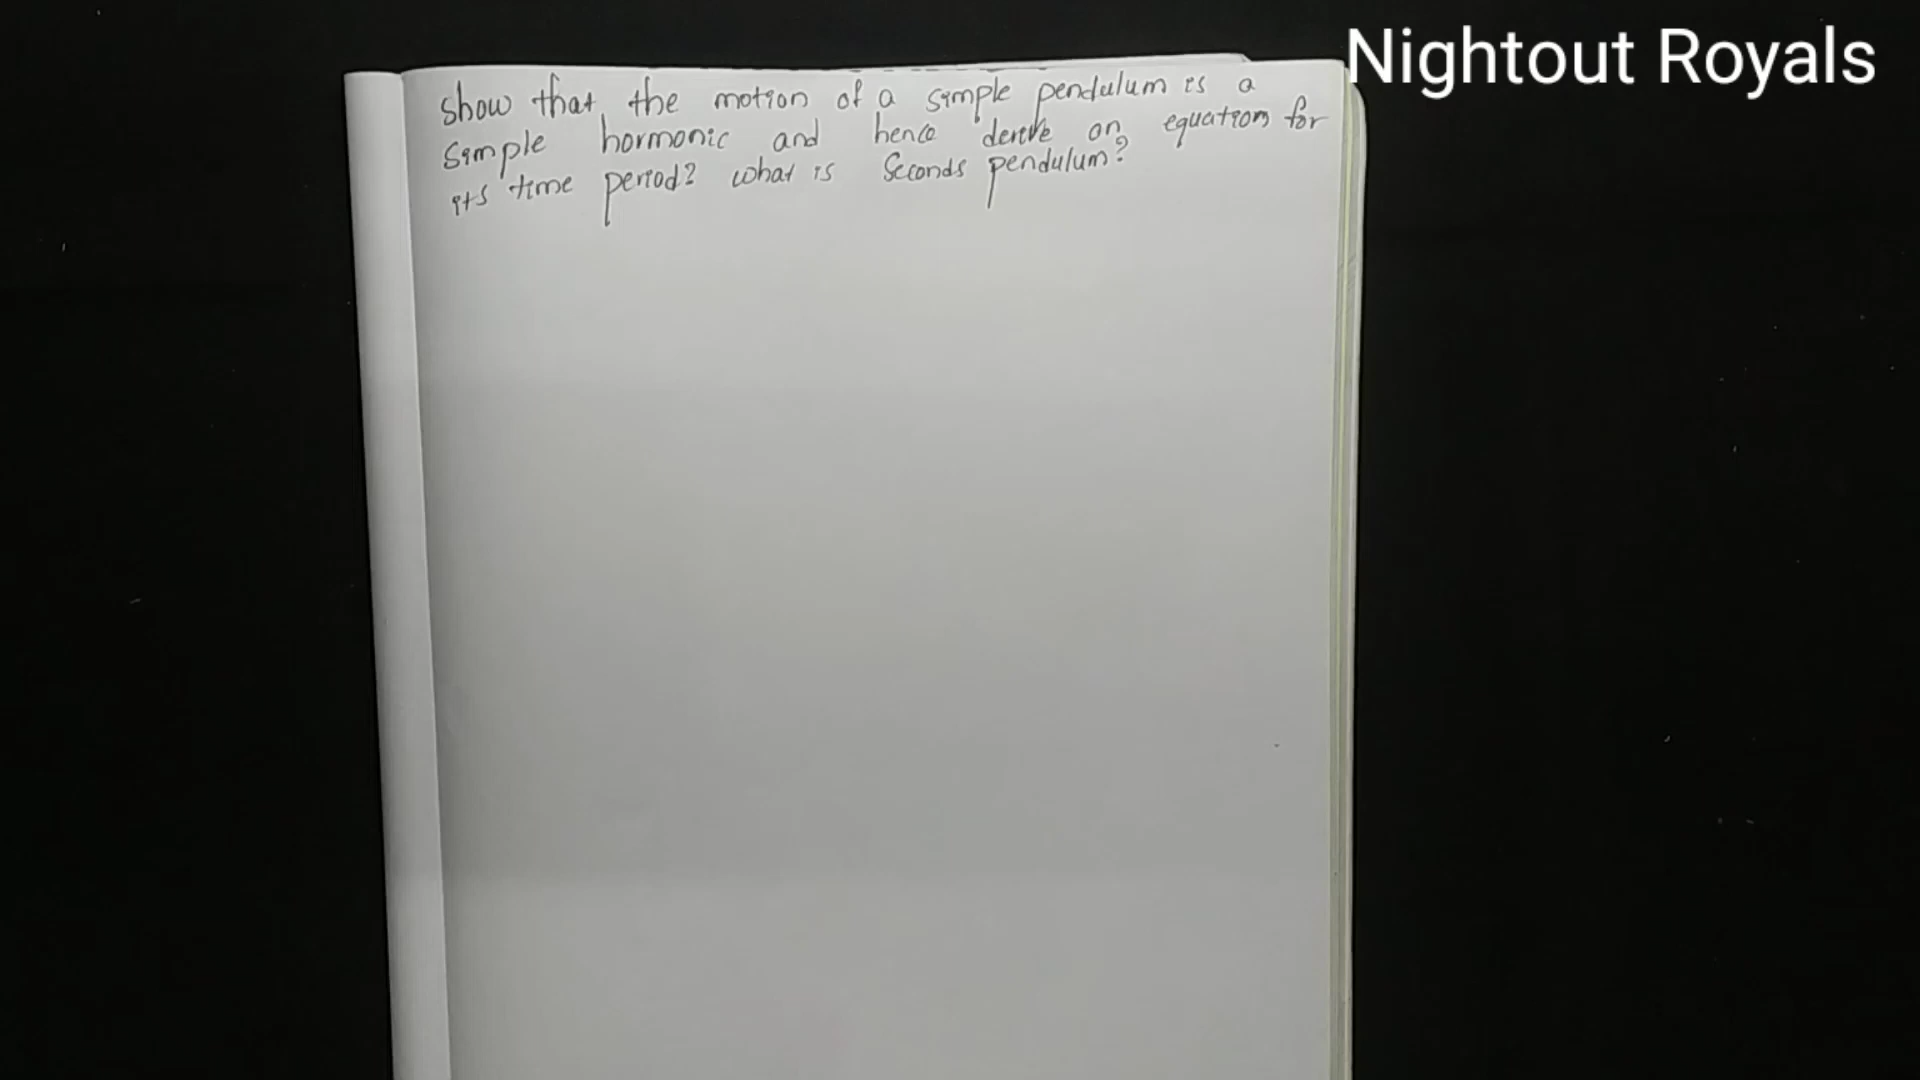 Nightout Royals
show that the motion of a simple pendulum is a
simple hormonic and hence derive an equation for
its time period? what is Seconds pendulum?